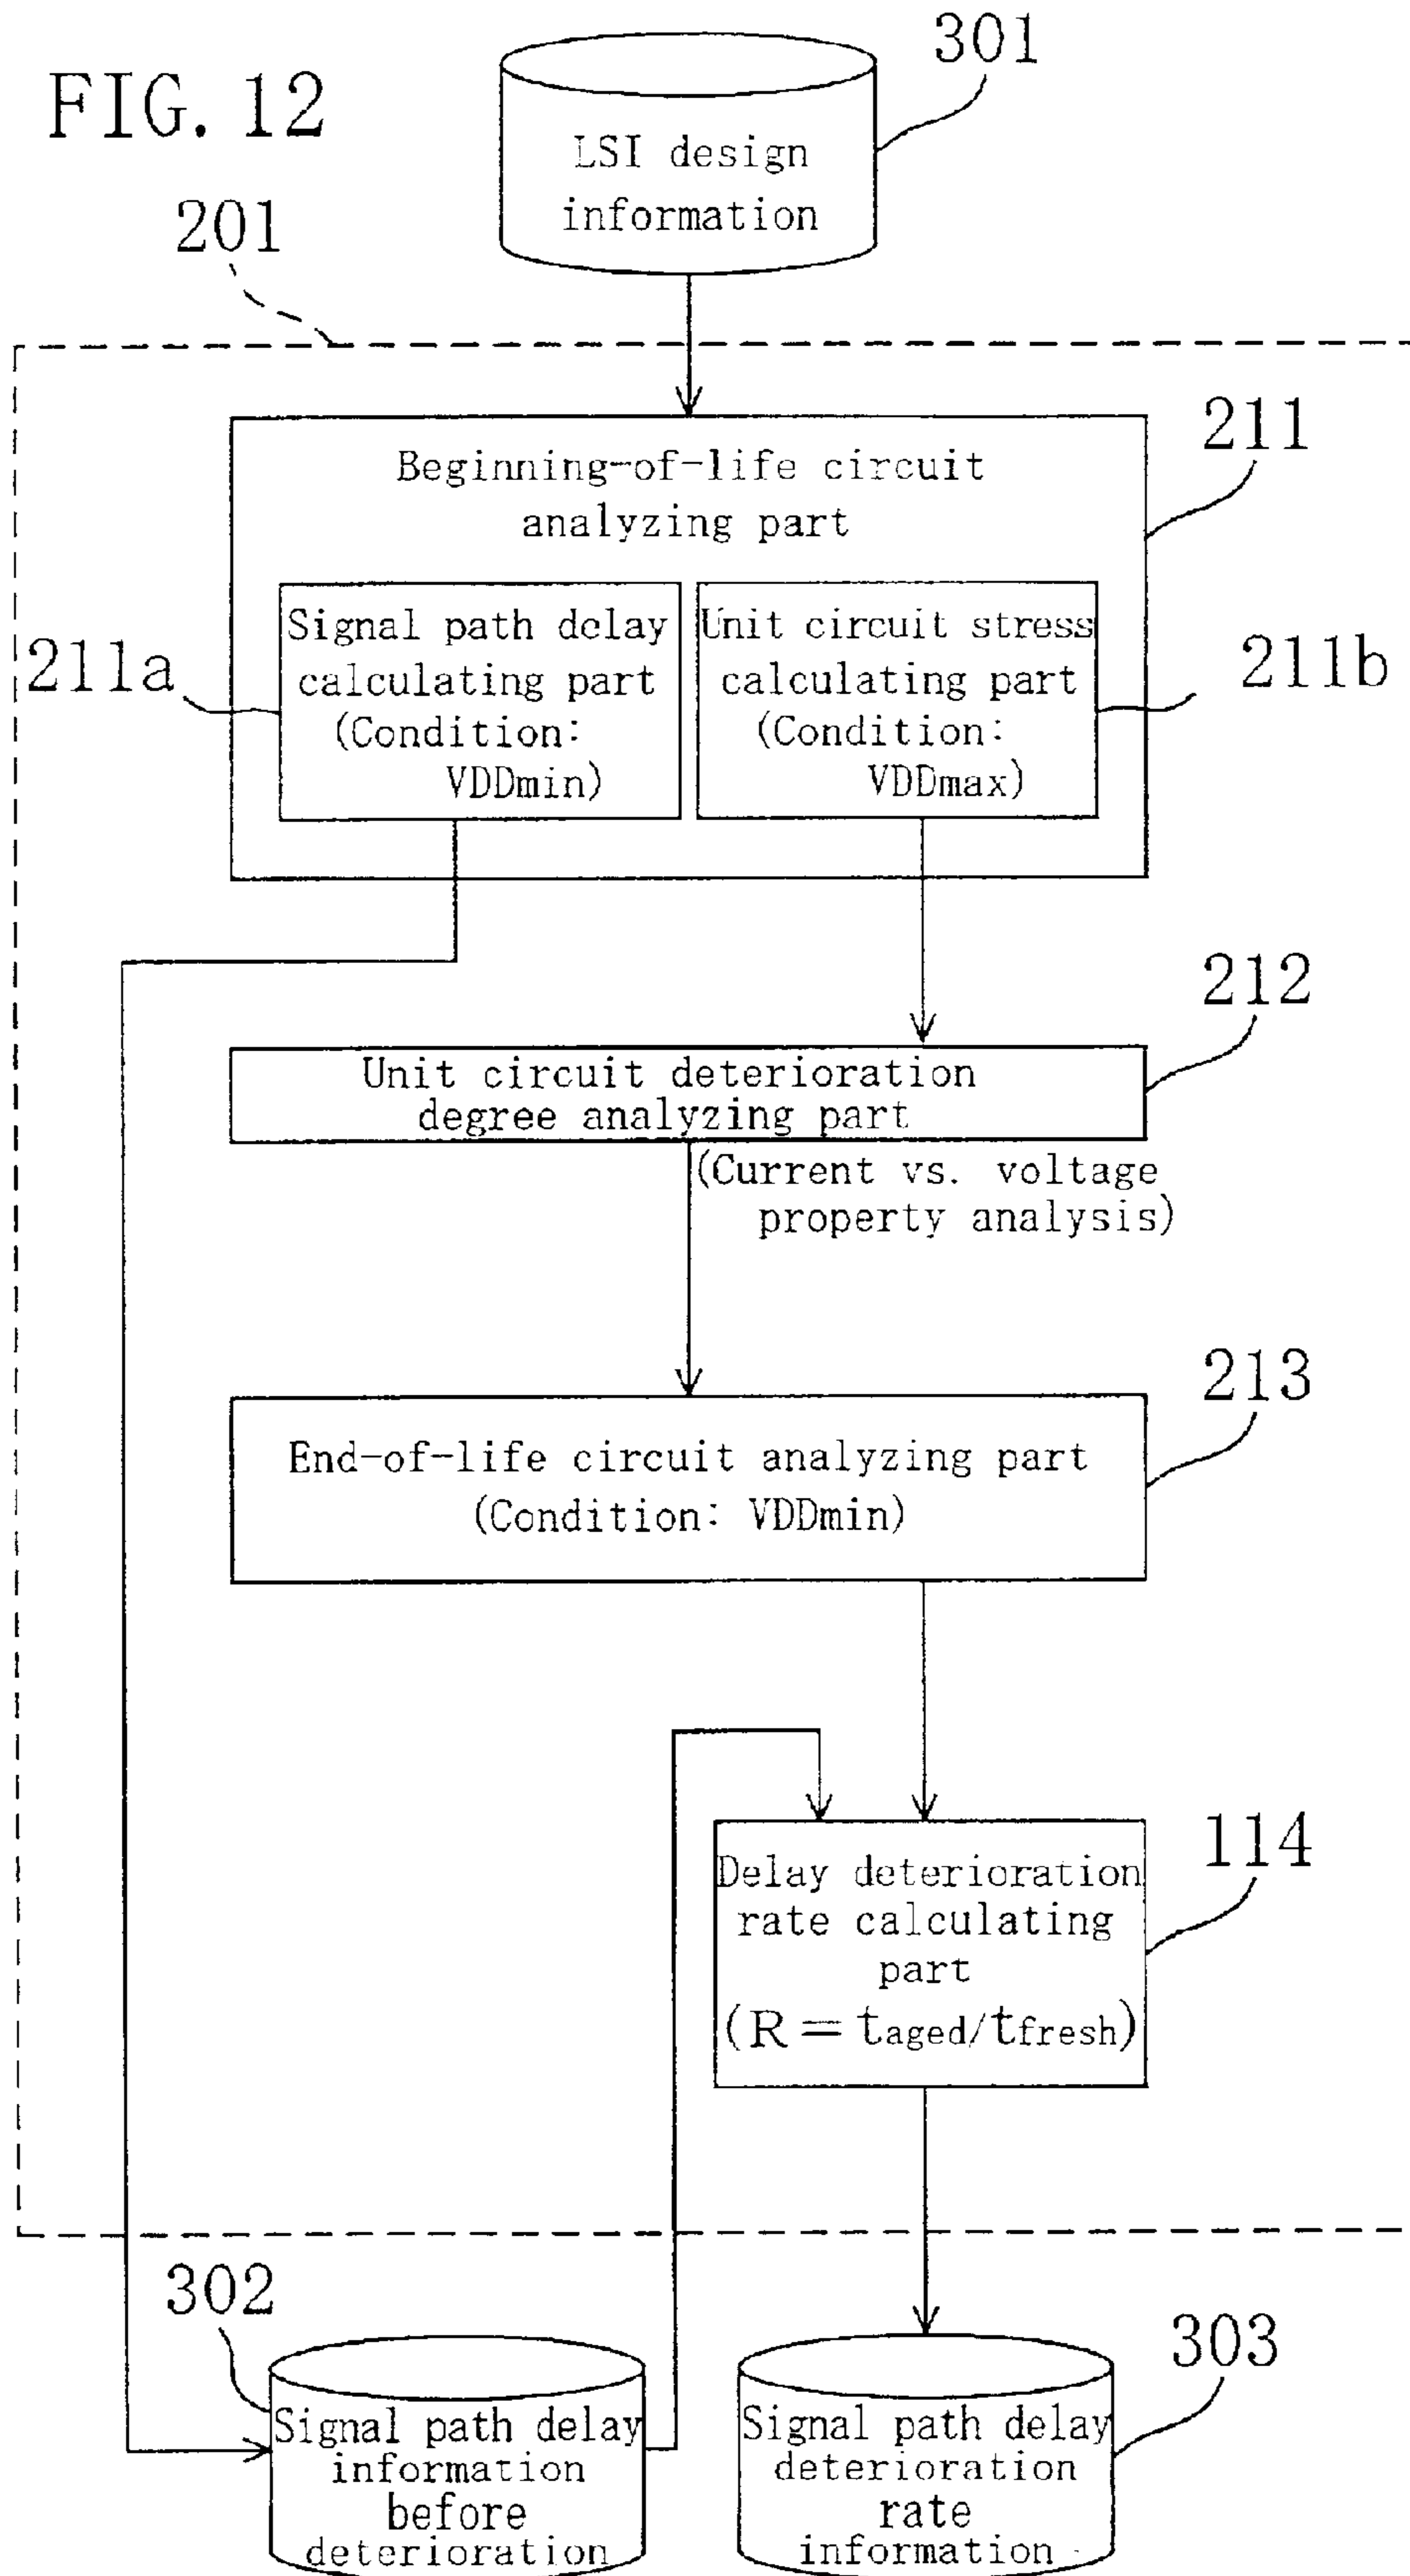 FIG. 12
301
LSI design
information
201
211
Beginning-of-life circuit
analyzing part
211a
Signal path delay
calculating part
(Condition:
VDDmin)
Unit circuit stress
calculating part
(Condition:
VDDmax)
211b
212
Unit circuit deterioration
degree analyzing part
(Current vs. voltage
property analysis)
213
End-of-life circuit analyzing part
(Condition: VDDmin)
114
Delay deterioration
rate calculating
part
(R = taged/tfresh)
302
Signal path delay
information
before
deterioration
303
Signal path delay
deterioration
rate
information